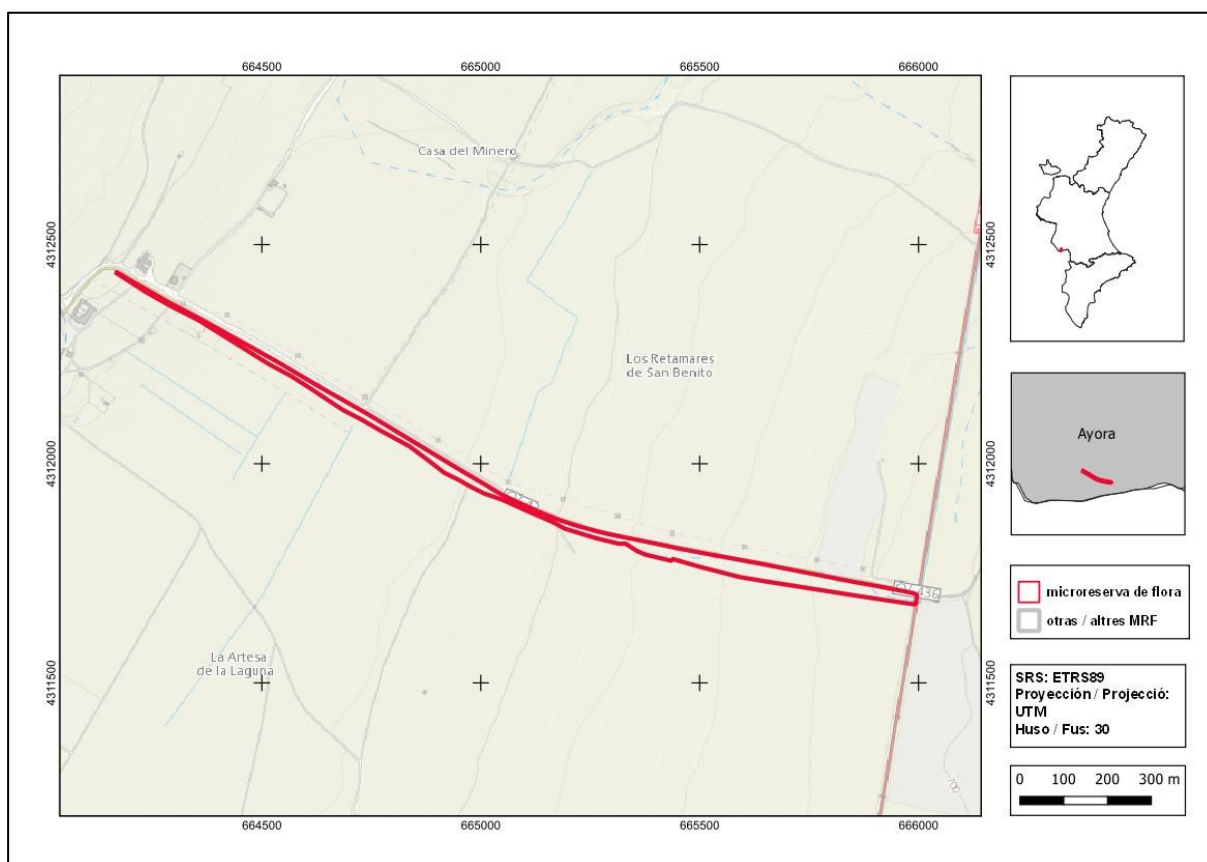 664500
665000
665500
666000
Casa del Minero
4312500
4312500
Los Retamares
de San Benito
4312000
4312000
La Artesa
de la Laguna
4311500
4311500
700
664500
665000
665500
666000
Ayora
microreserva de flora
otras / altres MRF
SRS: ETRS89
Proyección / Projecció:
UTM
Huso / Fus: 30
0 100 200 300 m